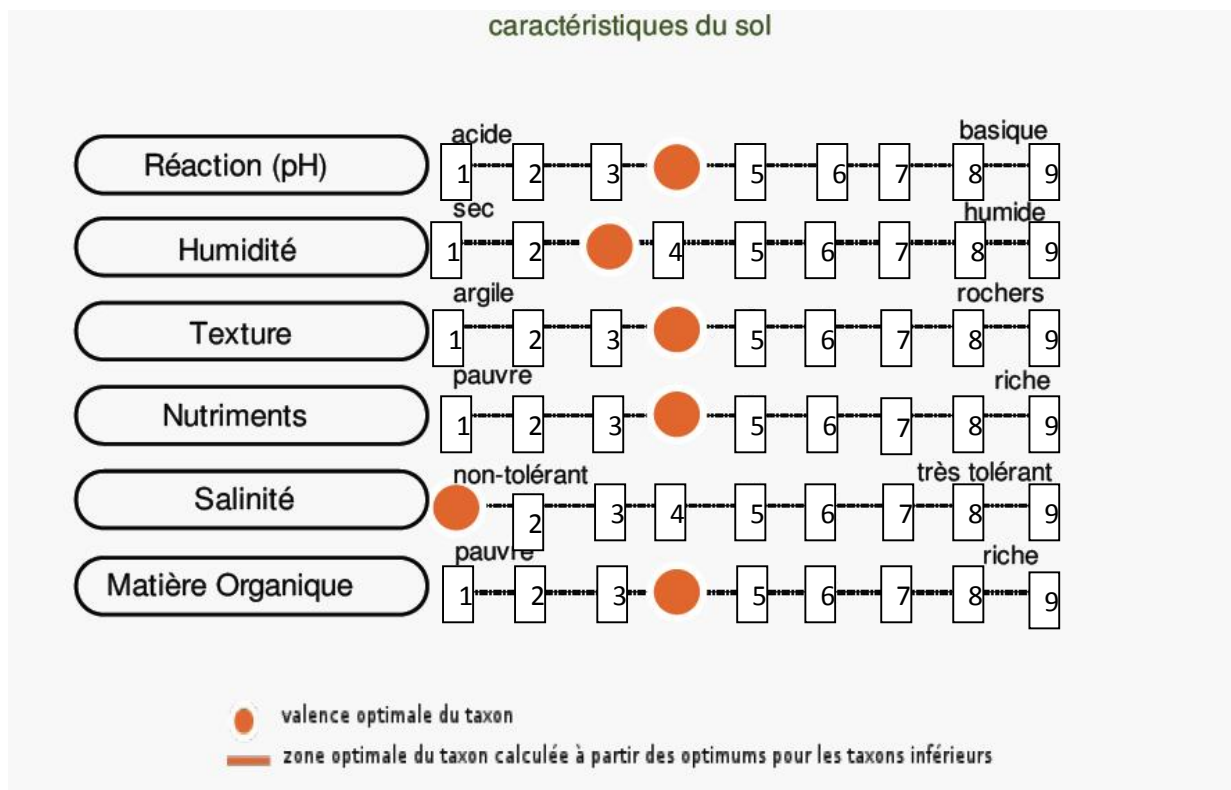 caractéristiques du sol
acide basique
Réaction (pH) 1 2 3 5 6 7 8 9
sec humide
Humidité 1 2 4 5 6 7 8 9
argile rochers
Texture 1 2 3 5 6 7 8 9
pauvre riche
Nutriments 1 2 3 5 6 7 8 9
non-tolérant très tolérant
Salinité 2 3 4 5 6 7 8 9
pauvre riche
Matière Organique 1 2 3 5 6 7 8 9
valence optimale du taxon
zone optimale du taxon calculée à partir des optimums pour les taxons inférieurs